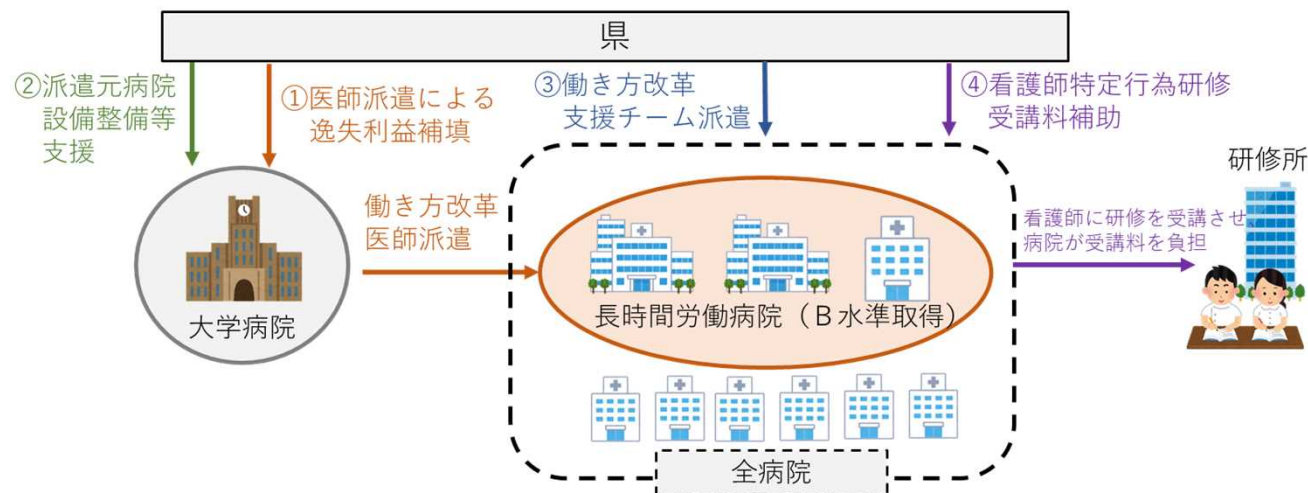 県
②派遣元病院
設備整備等
支援
①医師派遣による
逸失利益補填
③働き方改革
支援チーム派遣
④看護師特定行為研修
受講料補助
研修所
働き方改革
医師派遣
看護師に研修を受講させ、
病院が受講料を負担
大学病院
長時間労働病院（Ｂ水準取得）
全病院